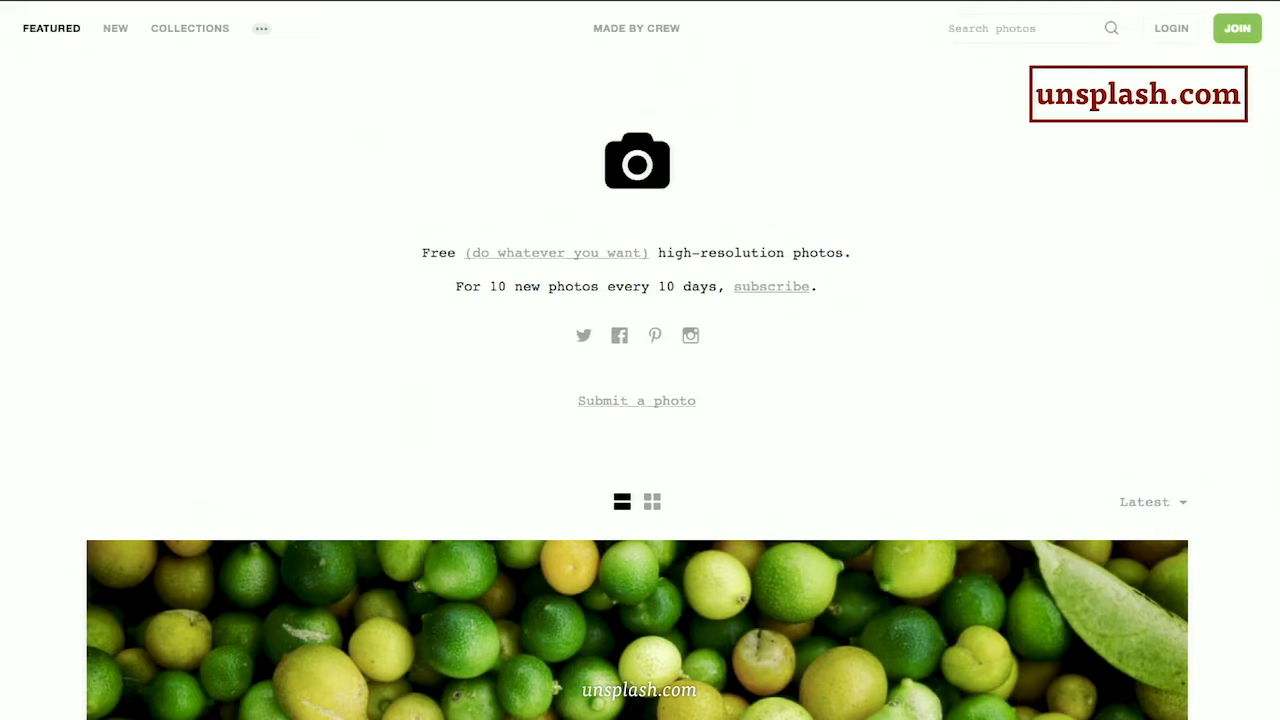 FEATURED NEW COLLECTIONS ••• MADE BY CREW Search photos LOGIN JOIN
unsplash.com
Free (do whatever you want) high-resolution photos.
For 10 new photos every 10 days, subscribe.
Submit a photo
Latest
unsplash.com